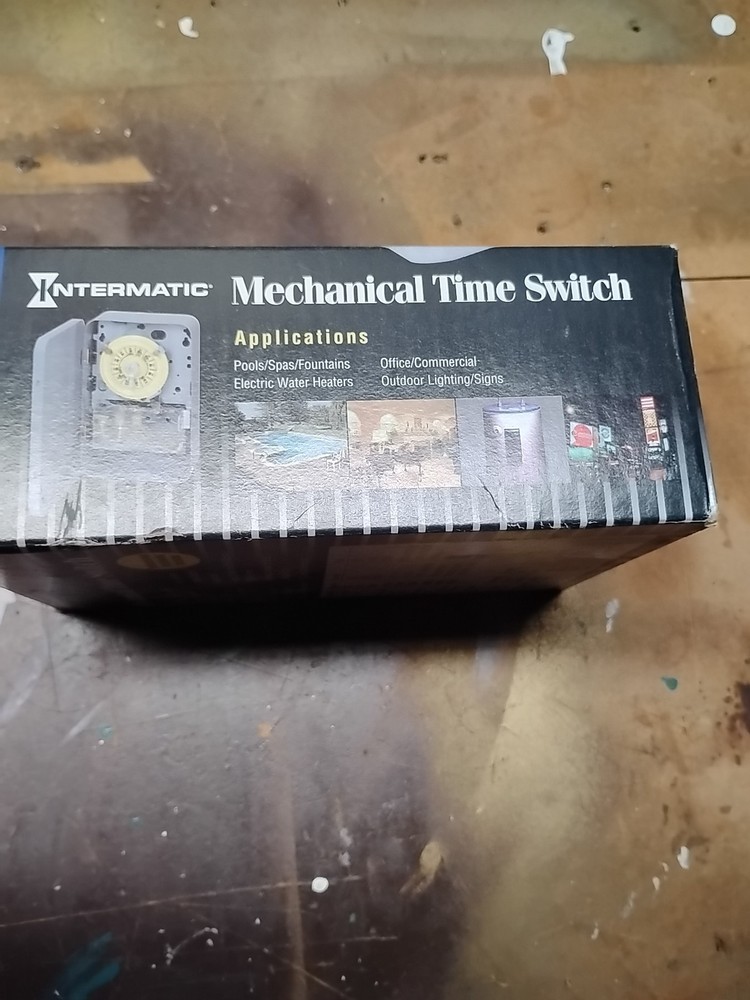 INTERMATIC®
Mechanical Time Switch
Applications
Pools/Spas/Fountains
Office/Commercial
Electric Water Heaters
Outdoor Lighting/Signs